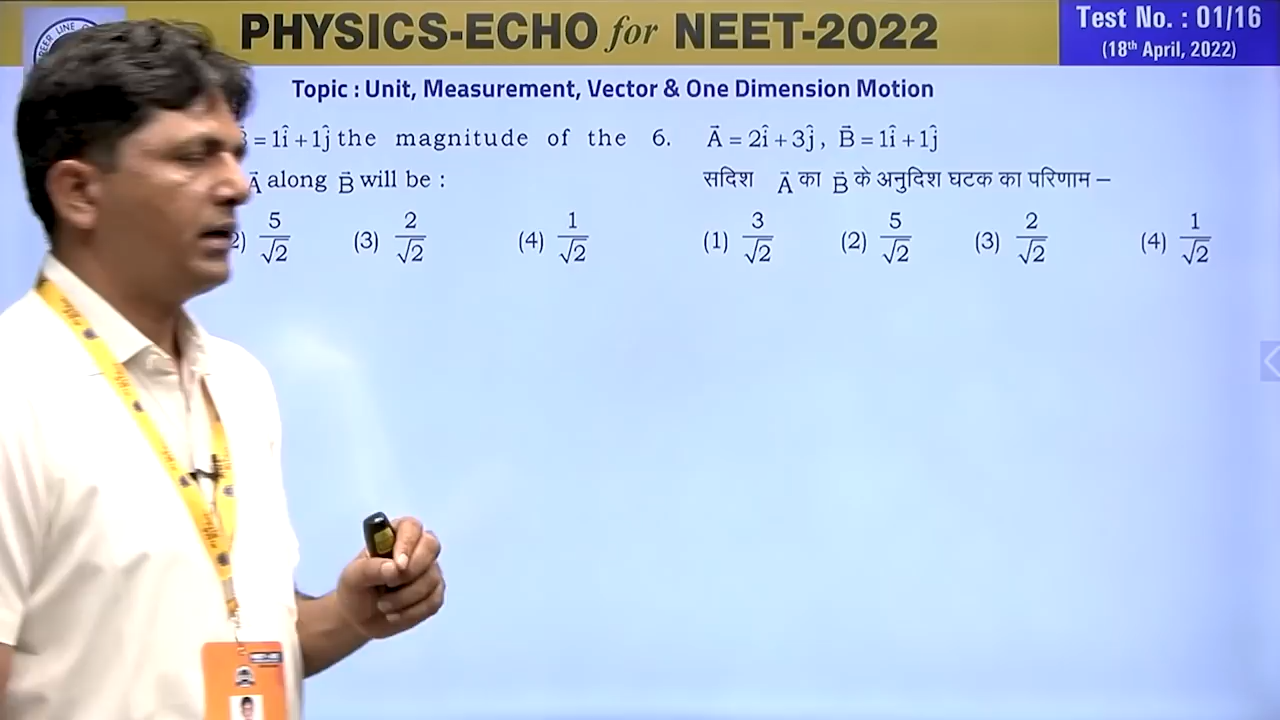 PHYSICS-ECHO for NEET-2022
Test No. : 01/16
(18th April, 2022)
EER LINE
Topic : Unit, Measurement, Vector & One Dimension Motion
= 1î + 1ĵ the magnitude of the
A⃗ along B⃗ will be :
5/√2 (3) 2/√2 (4) 1/√2
6. A⃗ = 2î + 3ĵ, B⃗ = 1î + 1ĵ
सदिश A⃗ का B⃗ के अनुदिश घटक का परिणाम –
(1) 3/√2 (2) 5/√2 (3) 2/√2 (4) 1/√2